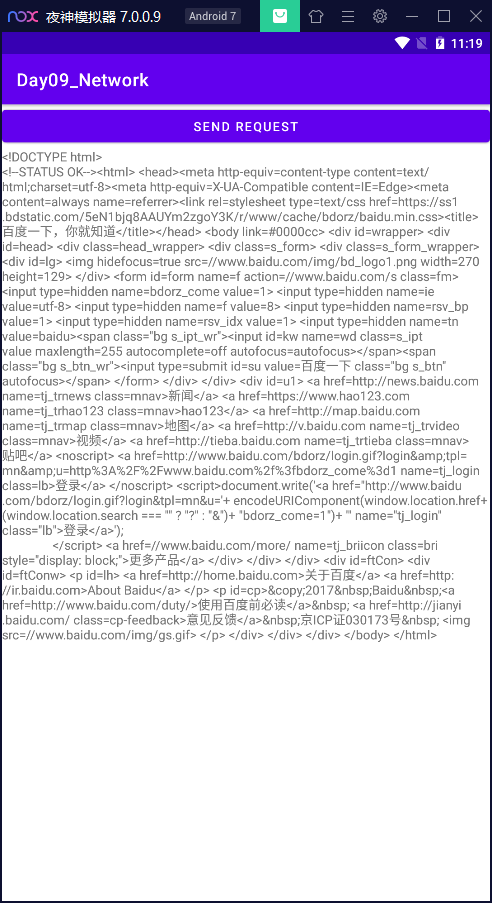 nox 夜神模拟器 7.0.0.9 Android 7
11:19
Day09_Network
SEND REQUEST
<!DOCTYPE html>
<!--STATUS OK--><html> <head><meta http-equiv=content-type content=text/
html;charset=utf-8><meta http-equiv=X-UA-Compatible content=IE=Edge><meta
content=always name=referrer><link rel=stylesheet type=text/css href=https://ss1
.bdstatic.com/5eN1bjq8AAUYm2zgoY3K/r/www/cache/bdorz/baidu.min.css><title>
百度一下，你就知道</title></head> <body link=#0000cc> <div id=wrapper> <div
id=head> <div class=head_wrapper> <div class=s_form> <div class=s_form_wrapper>
<div id=lg> <img hidefocus=true src=//www.baidu.com/img/bd_logo1.png width=270
height=129> </div> <form id=form name=f action=//www.baidu.com/s class=fm>
<input type=hidden name=bdorz_come value=1> <input type=hidden name=ie
value=utf-8> <input type=hidden name=f value=8> <input type=hidden name=rsv_bp
value=1> <input type=hidden name=rsv_idx value=1> <input type=hidden name=tn
value=baidu><span class="bg s_ipt_wr"><input id=kw name=wd class=s_ipt
value maxlength=255 autocomplete=off autofocus=autofocus></span><span
class="bg s_btn_wr"><input type=submit id=su value=百度一下 class="bg s_btn"
autofocus></span> </form> </div> </div> <div id=u1> <a href=http://news.baidu.com
name=tj_trnews class=mnav>新闻</a> <a href=https://www.hao123.com
name=tj_trhao123 class=mnav>hao123</a> <a href=http://map.baidu.com
name=tj_trmap class=mnav>地图</a> <a href=http://v.baidu.com name=tj_trvideo
class=mnav>视频</a> <a href=http://tieba.baidu.com name=tj_trtieba class=mnav>
贴吧</a> <noscript> <a href=http://www.baidu.com/bdorz/login.gif?login&amp;tpl=
mn&amp;u=http%3A%2F%2Fwww.baidu.com%2f%3fbdorz_come%3d1 name=tj_login
class=lb>登录</a> </noscript> <script>document.write('<a href="http://www.baidu
.com/bdorz/login.gif?login&tpl=mn&u='+ encodeURIComponent(window.location.href+
(window.location.search === "" ? "?" : "&")+ "bdorz_come=1")+ '" name="tj_login"
class="lb">登录</a>');
</script> <a href=//www.baidu.com/more/ name=tj_briicon class=bri
style="display: block;">更多产品</a> </div> </div> </div> <div id=ftCon> <div
id=ftConw> <p id=lh> <a href=http://home.baidu.com>关于百度</a> <a href=http:
//ir.baidu.com>About Baidu</a> </p> <p id=cp>&copy;2017&nbsp;Baidu&nbsp;<a
href=http://www.baidu.com/duty/>使用百度前必读</a>&nbsp; <a href=http://jianyi
.baidu.com/ class=cp-feedback>意见反馈</a>&nbsp;京ICP证030173号&nbsp; <img
src=//www.baidu.com/img/gs.gif> </p> </div> </div> </div> </body> </html>